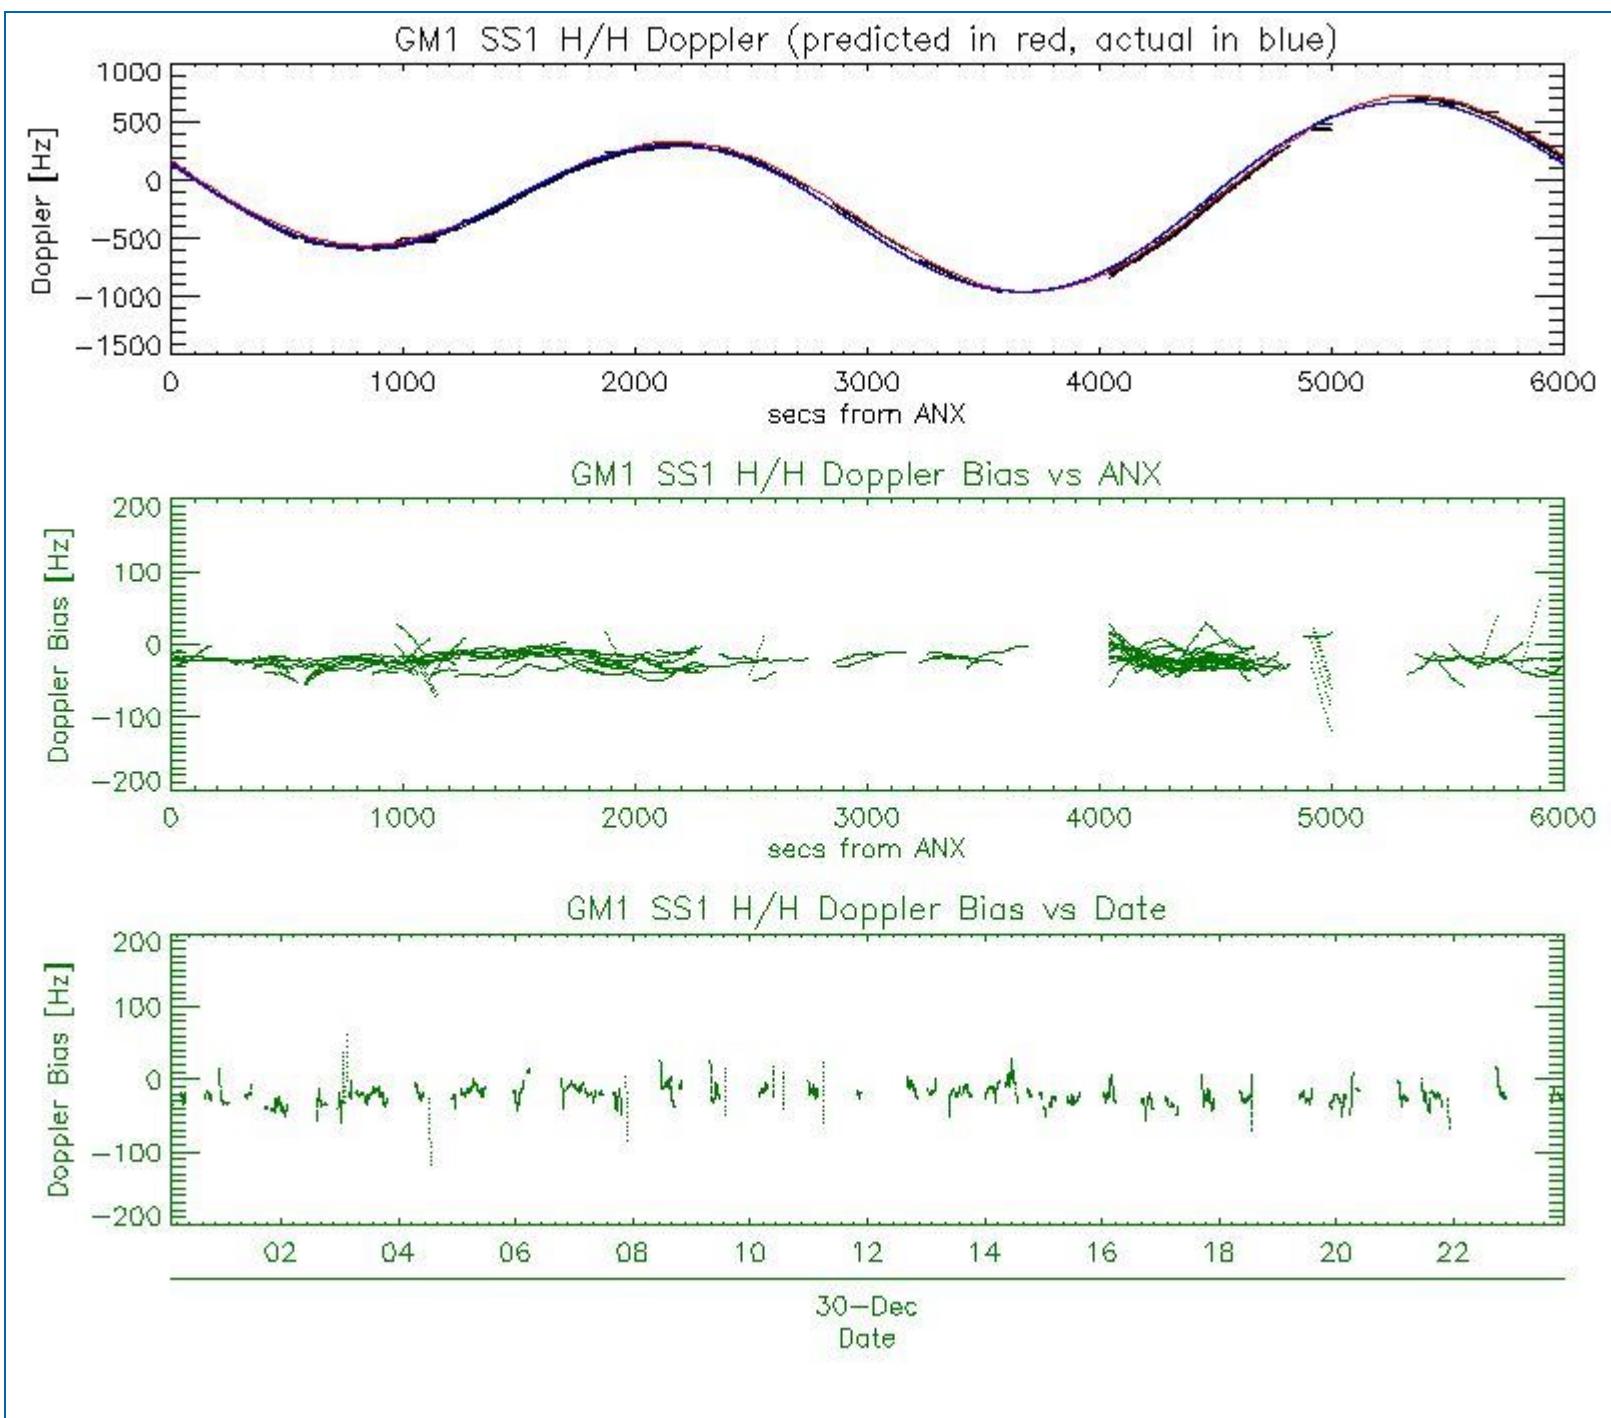 GM1 SS1 H/H Doppler (predicted in red, actual in blue)
1000
500
0
−500
−1000
−1500
Doppler [Hz]
0 1000 2000 3000 4000 5000 6000
secs from ANX
GM1 SS1 H/H Doppler Bias vs ANX
200
100
0
−100
−200
Doppler Bias [Hz]
0 1000 2000 3000 4000 5000 6000
secs from ANX
GM1 SS1 H/H Doppler Bias vs Date
200
100
0
−100
−200
Doppler Bias [Hz]
02 04 06 08 10 12 14 16 18 20 22
30−Dec
Date